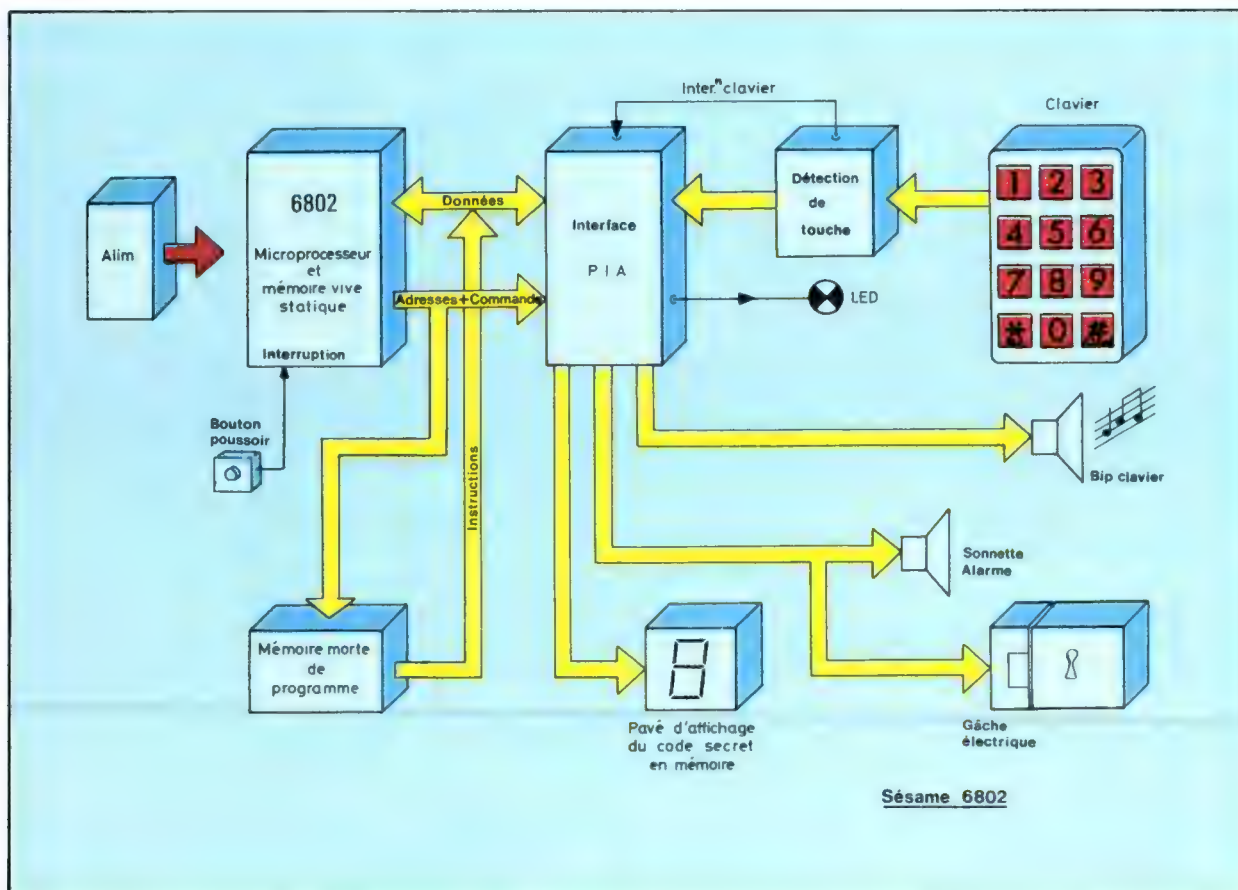 Inter.n clavier
Clavier
Alim
6802
Microprocesseur
et
mémoire vive
statique
Interruption
Données
Adresses+Commande
Interface
PIA
Détection
de
touche
1 2 3
4 5 6
7 8 9
* 0 #
LED
Bouton
poussoir
Instructions
Bip clavier
Sonnette
Alarme
Mémoire morte
de
programme
8
Pavé d'affichage
du code secret
en mémoire
Gâche
électrique
Sésame 6802